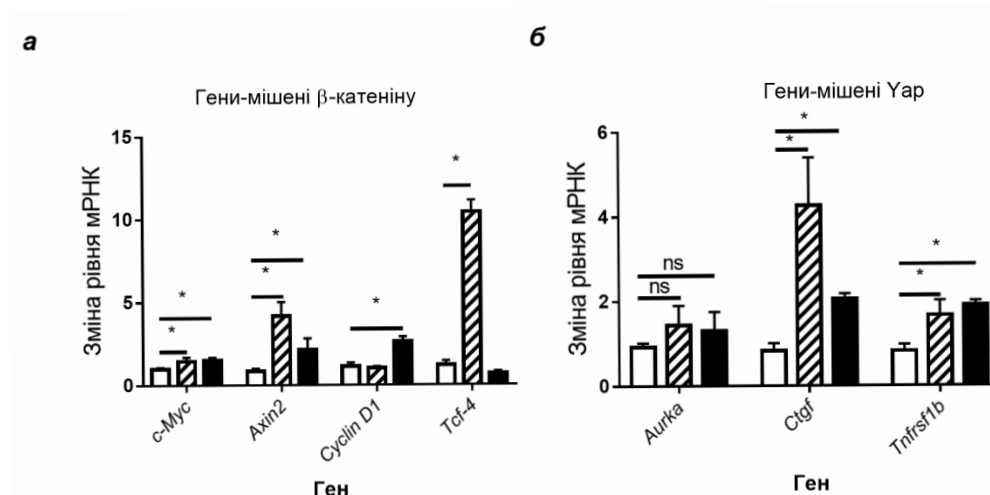 а
Гени-мішені β-катеніну
Зміна рівня мРНК
15
10
5
0
*
*
*
*
*
*
c-Myc
Axin2
Cyclin D1
Tcf-4
Ген
б
Гени-мішені Yap
Зміна рівня мРНК
6
4
2
0
ns
ns
*
*
*
*
Aurka
Ctgf
Tnfrsf1b
Ген